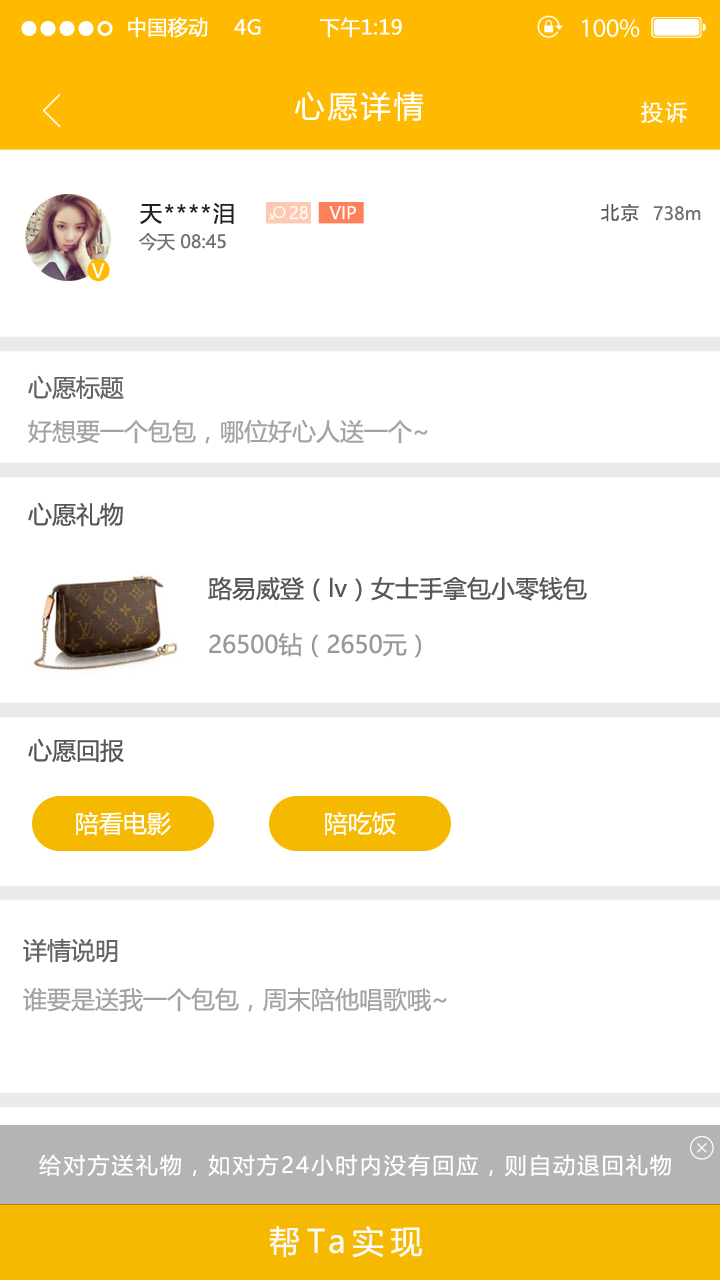 中国移动 4G 下午1:19 100%
心愿详情 投诉
天****泪 28 VIP 北京 738m
今天 08:45
V
心愿标题
好想要一个包包，哪位好心人送一个~
心愿礼物
路易威登（lv）女士手拿包小零钱包
26500钻（2650元）
心愿回报
陪看电影 陪吃饭
详情说明
谁要是送我一个包包，周末陪他唱歌哦~
给对方送礼物，如对方24小时内没有回应，则自动退回礼物
帮Ta实现